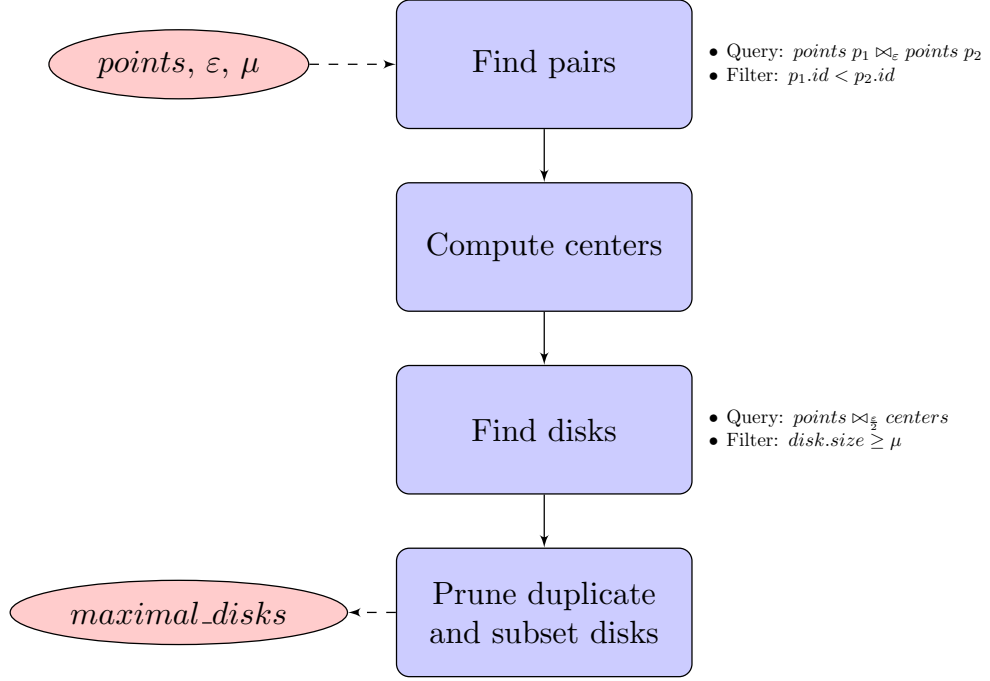 points, ε, μ
Find pairs
• Query: points p₁ ⋈_ε points p₂
• Filter: p₁.id < p₂.id
Compute centers
Find disks
• Query: points ⋈_{ε/2} centers
• Filter: disk.size ≥ μ
maximal_disks
Prune duplicate
and subset disks